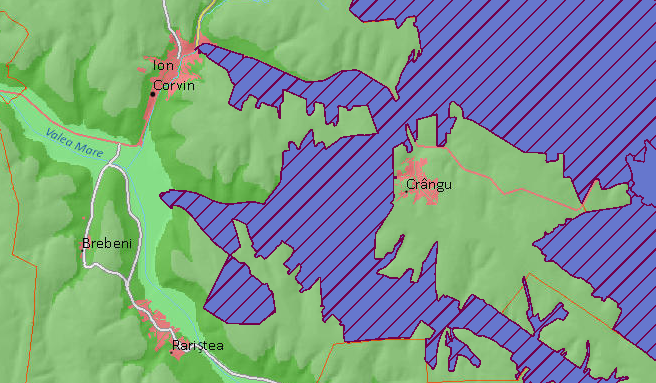 Ion
Corvin
Valea Mare
Crângu
Brebeni
Rariștea